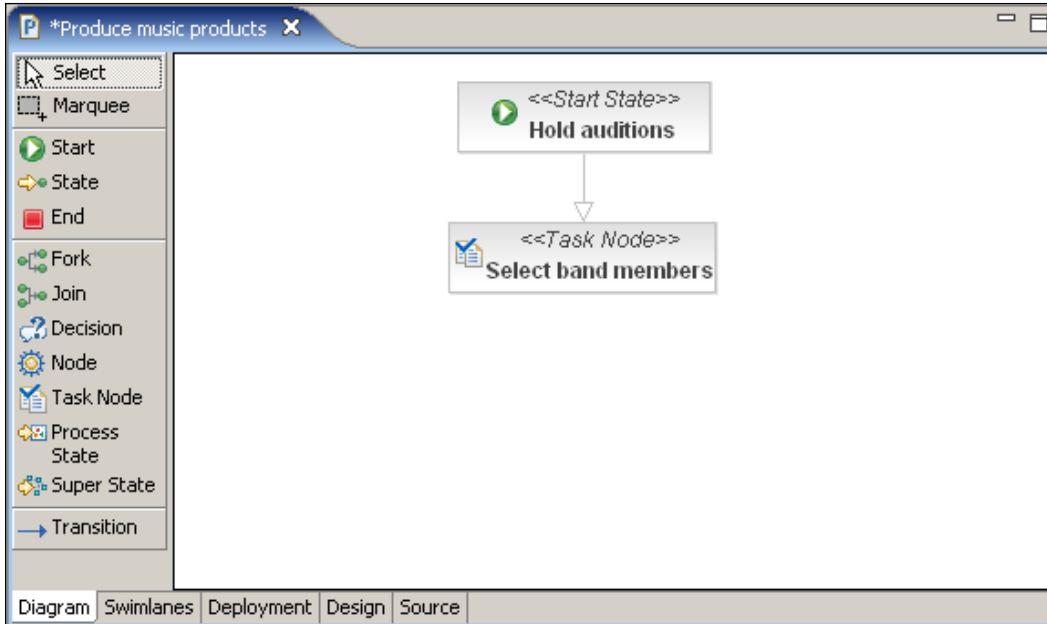 *Produce music products
Select
Marquee
Start
State
End
Fork
Join
Decision
Node
Task Node
Process
State
Super State
Transition
<<Start State>>
Hold auditions
<<Task Node>>
Select band members
Diagram Swimlanes Deployment Design Source